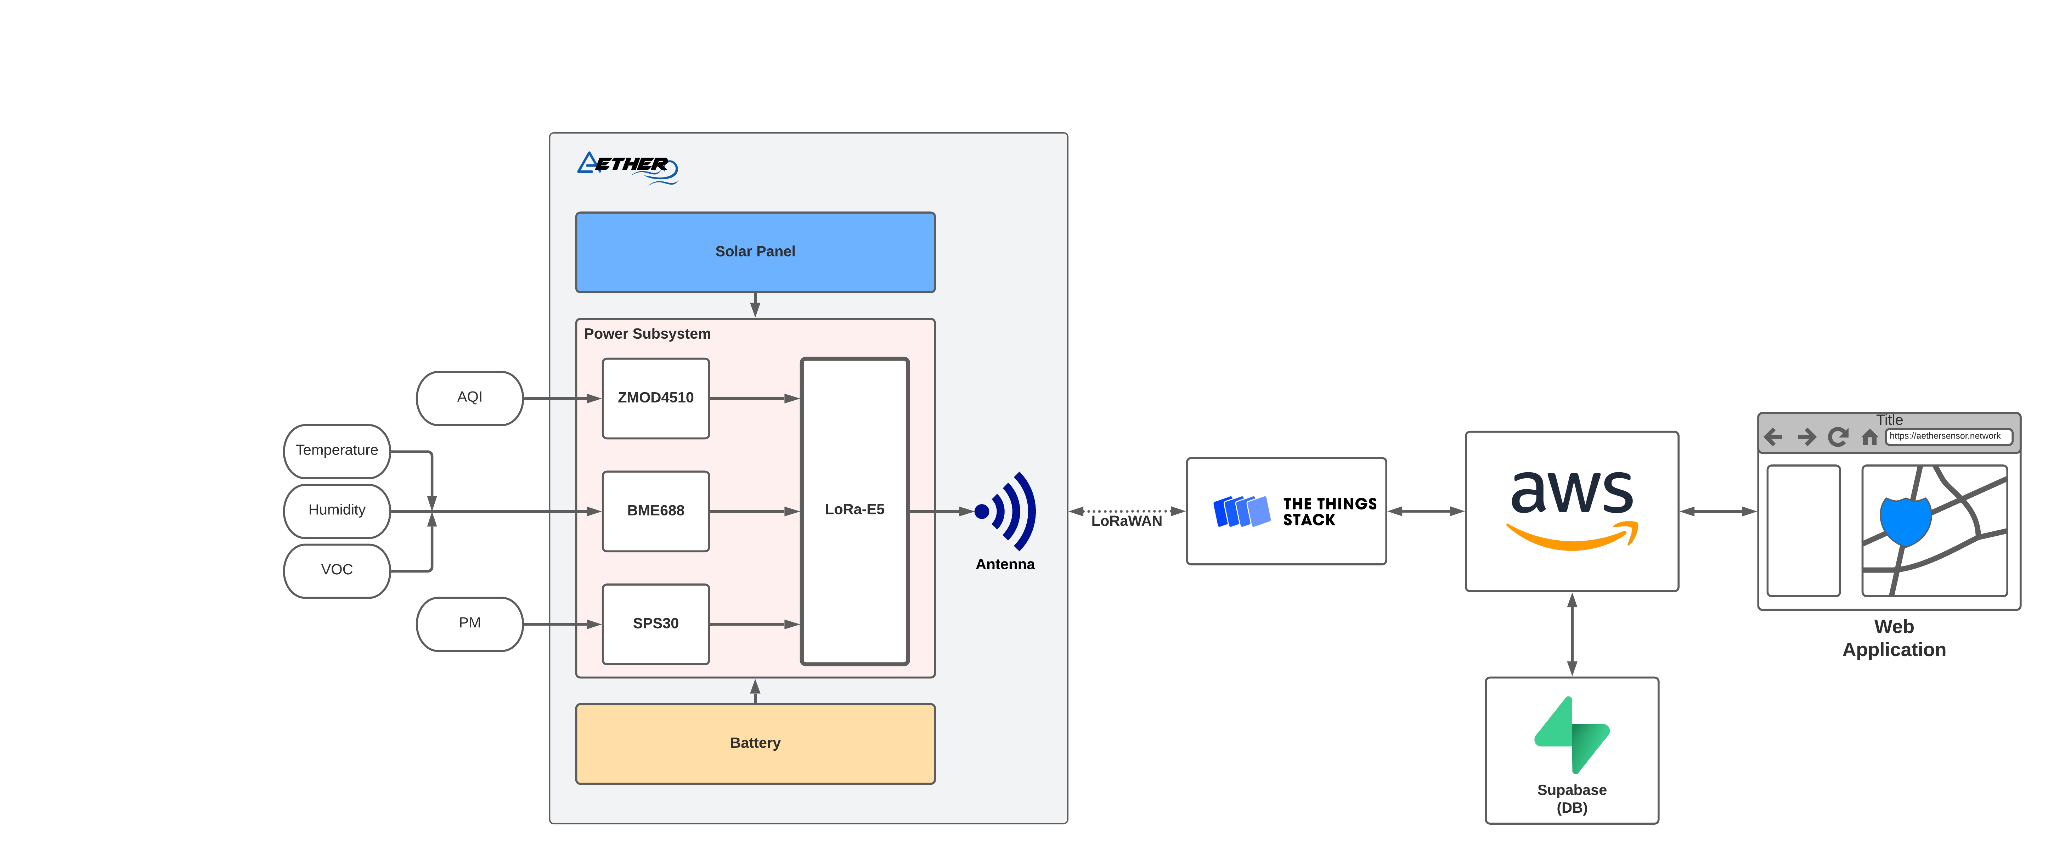 AETHER
Solar Panel
Power Subsystem
AQI
ZMOD4510
Temperature
Humidity
VOC
BME688
LoRa-E5
PM
SPS30
Antenna
Battery
LoRaWAN
THE THINGS
STACK
aws
Supabase
(DB)
Title
https://aethersensor.network
Web
Application